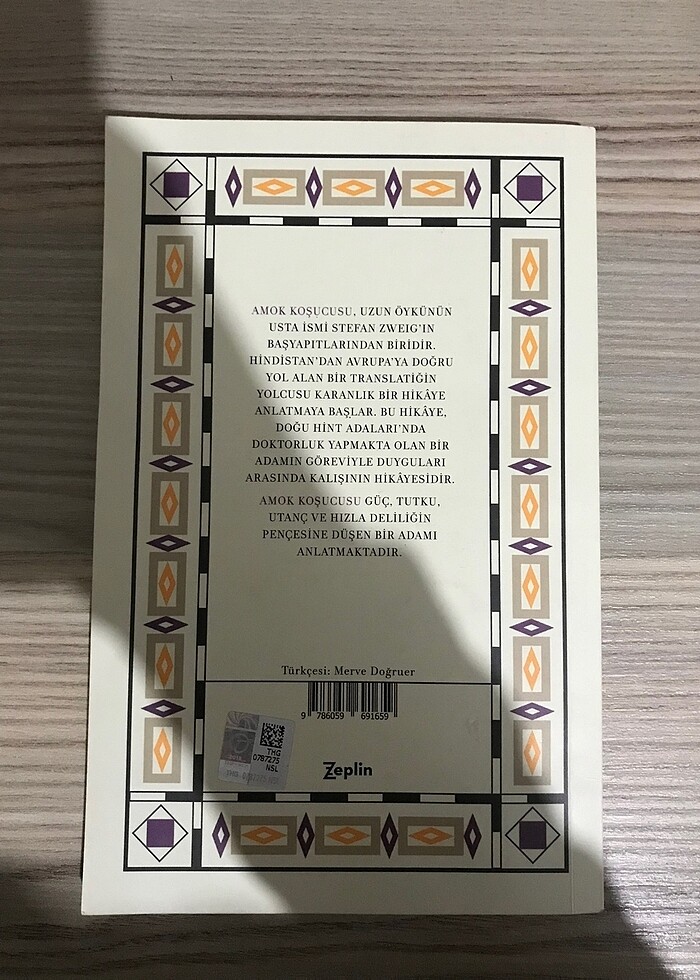 AMOK KOŞUCUSU, UZUN ÖYKÜNÜN
USTA İSMİ STEFAN ZWEIG'IN
BAŞYAPITLARINDAN BİRİDİR.
HİNDİSTAN'DAN AVRUPA'YA DOĞRU
YOL ALAN BİR TRANSLATİĞİN
YOLCUSU KARANLIK BİR HİKÂYE
ANLATMAYA BAŞLAR. BU HİKÂYE,
DOĞU HİNT ADALARI'NDA
DOKTORLUK YAPMAKTA OLAN BİR
ADAMIN GÖREVİYLE DUYGULARI
ARASINDA KALIŞININ HİKÂYESİDİR.
AMOK KOŞUCUSU GÜÇ, TUTKU,
UTANÇ VE HIZLA DELİLİĞİN
PENÇESİNE DÜŞEN BİR ADAMI
ANLATMAKTADIR.
Türkçesi: Merve Doğruer
9 786059 691659
THG
0787275
NSL
Zeplin